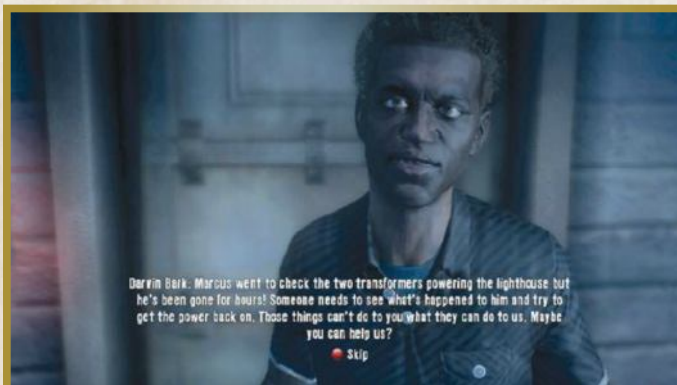 Darvin Bark: Marcus went to check the two transformers powering the lighthouse but
he's been gone for hours! Someone needs to see what's happened to him and try to
get the power back on. Those things can't do to you what they can do to us. Maybe
you can help us?
Skip